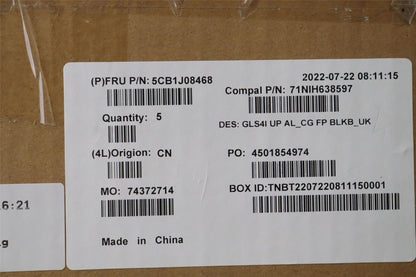 2022-07-22 08:11:15
(P)FRU P/N: 5CB1J08468
Compal P/N: 71NIH638597
Quantity: 5
DES: GLS4I UP AL_CG FP BLKB_UK
(4L)Origion: CN
PO: 4501854974
MO: 74372714
BOX ID:TNBT2207220811150001
Made in China
6:21